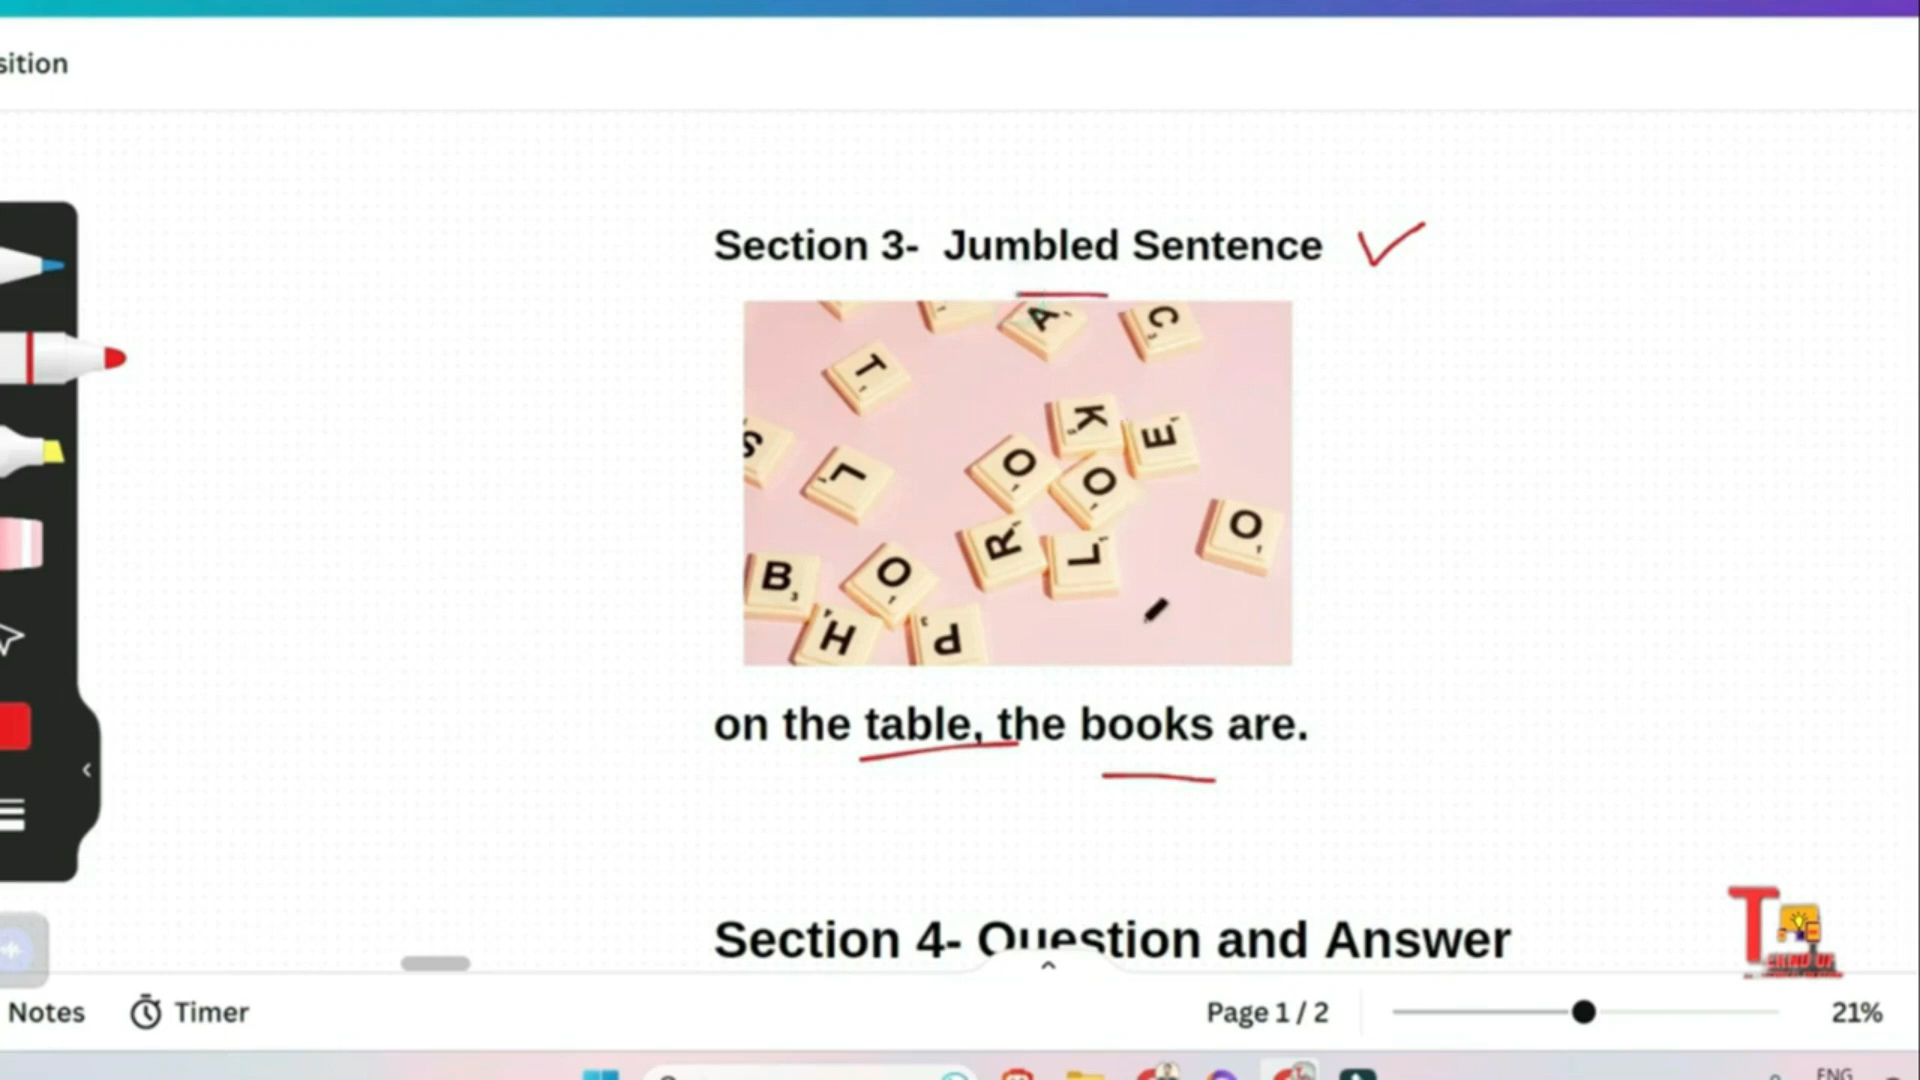 sition
Section 3- Jumbled Sentence
A
C
T
K
E
S
L
O
O
O
R
L
B
O
H
P
on the table, the books are.
Section 4- Question and Answer
T
Notes
Timer
Page 1 / 2
21%
ENG